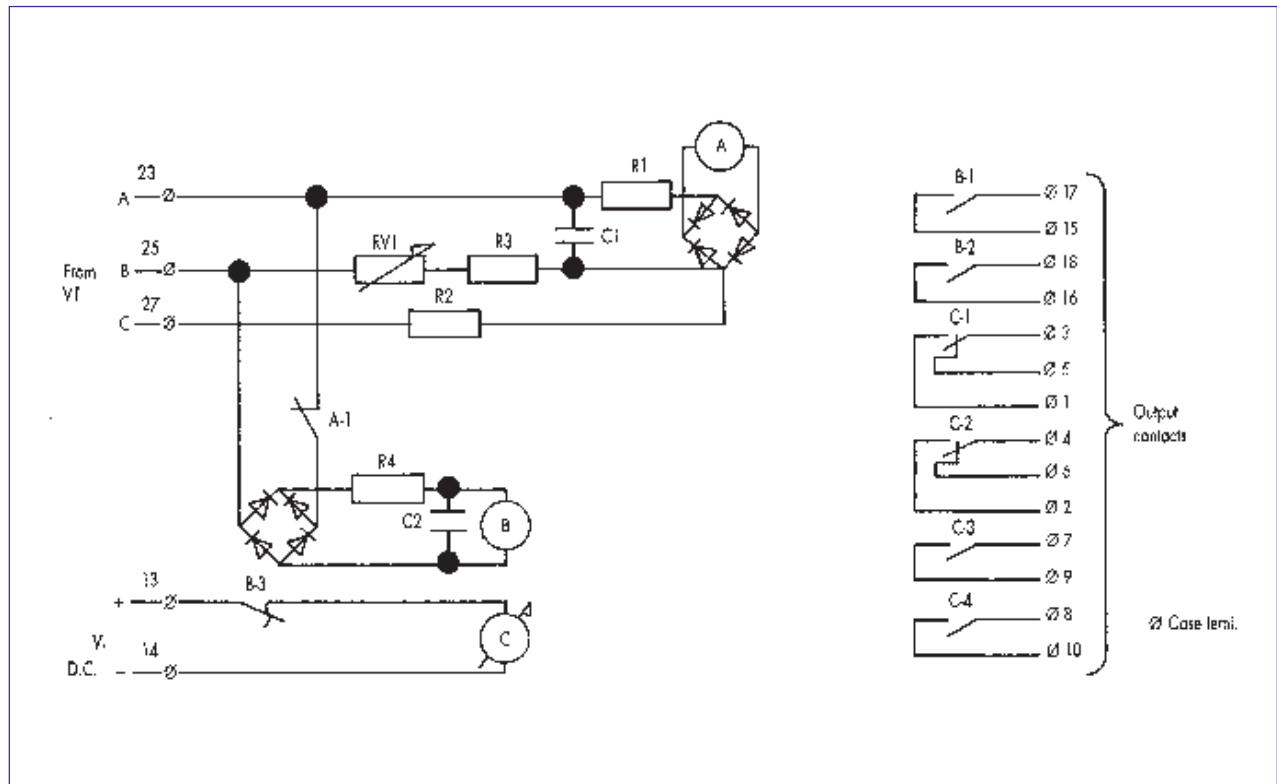 A
23
A
R1
C1
25
B
RV1
R3
From
VT
27
C
R2
A-1
R4
C2
B
13
+
B-3
V.
C
14
D.C.
-
B-1
Ø 17
Ø 15
B-2
Ø 18
Ø 16
C-1
Ø 3
Ø 5
Ø 1
C-2
Ø 4
Ø 6
Ø 2
C-3
Ø 7
Ø 9
C-4
Ø 8
Ø 10
Output
contacts
Ø Case